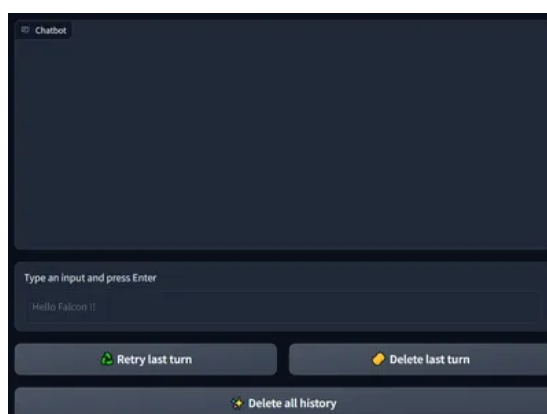 Chatbot
Type an input and press Enter
Hello Falcon !!
Retry last turn
Delete last turn
Delete all history